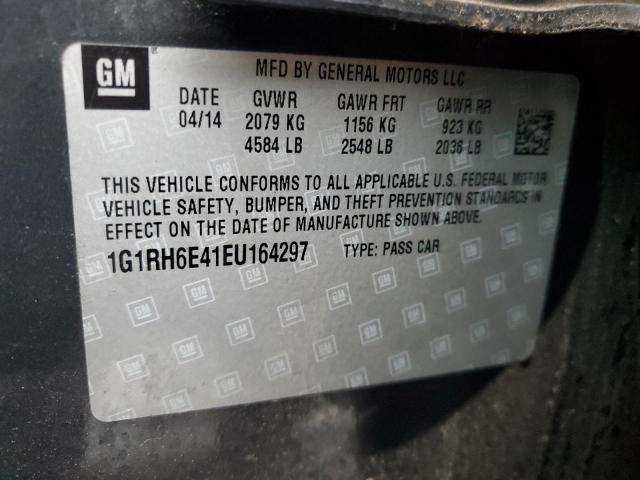 GM
MFD BY GENERAL MOTORS LLC
DATE GVWR GAWR FRT GAWR RR
04/14 2079 KG 1156 KG 923 KG
4584 LB 2548 LB 2036 LB
THIS VEHICLE CONFORMS TO ALL APPLICABLE U.S. FEDERAL MOTOR
VEHICLE SAFETY, BUMPER, AND THEFT PREVENTION STANDARDS IN
EFFECT ON THE DATE OF MANUFACTURE SHOWN ABOVE.
1G1RH6E41EU164297 TYPE: PASS CAR